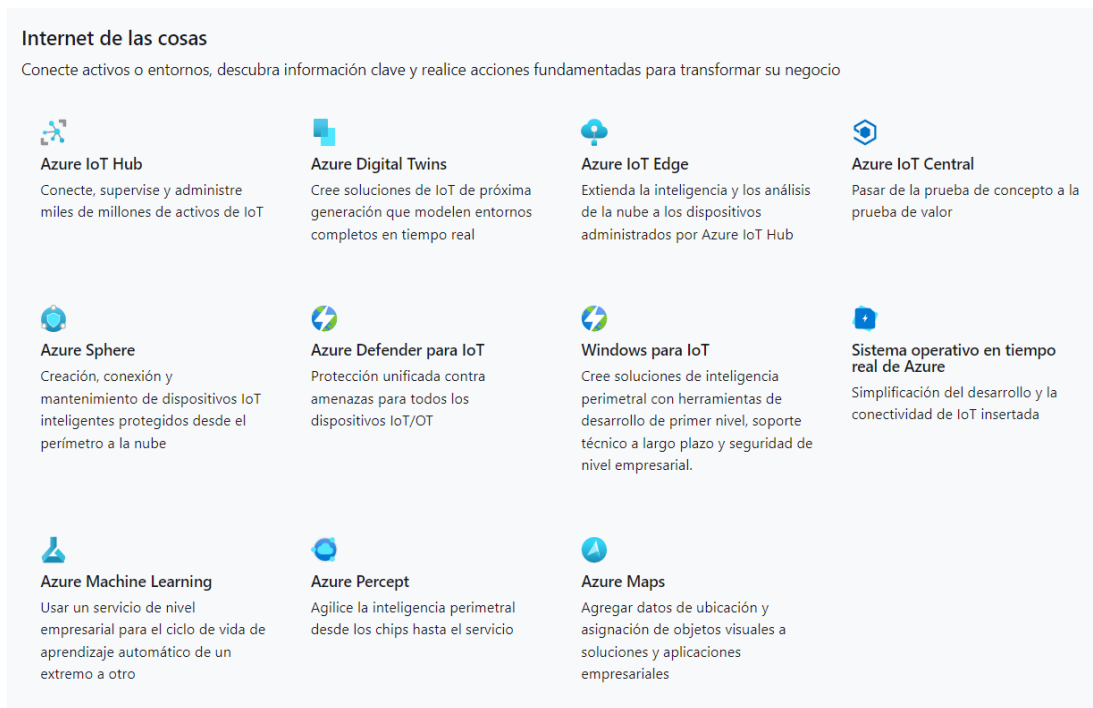 Internet de las cosas
Conecte activos o entornos, descubra información clave y realice acciones fundamentadas para transformar su negocio
Azure IoT Hub
Conecte, supervise y administre
miles de millones de activos de IoT
Azure Digital Twins
Cree soluciones de IoT de próxima
generación que modelen entornos
completos en tiempo real
Azure IoT Edge
Extienda la inteligencia y los análisis
de la nube a los dispositivos
administrados por Azure IoT Hub
Azure IoT Central
Pasar de la prueba de concepto a la
prueba de valor
Azure Sphere
Creación, conexión y
mantenimiento de dispositivos IoT
inteligentes protegidos desde el
perímetro a la nube
Azure Defender para IoT
Protección unificada contra
amenazas para todos los
dispositivos IoT/OT
Windows para IoT
Cree soluciones de inteligencia
perimetral con herramientas de
desarrollo de primer nivel, soporte
técnico a largo plazo y seguridad de
nivel empresarial.
Sistema operativo en tiempo
real de Azure
Simplificación del desarrollo y la
conectividad de IoT insertada
Azure Machine Learning
Usar un servicio de nivel
empresarial para el ciclo de vida de
aprendizaje automático de un
extremo a otro
Azure Percept
Agilice la inteligencia perimetral
desde los chips hasta el servicio
Azure Maps
Agregar datos de ubicación y
asignación de objetos visuales a
soluciones y aplicaciones
empresariales